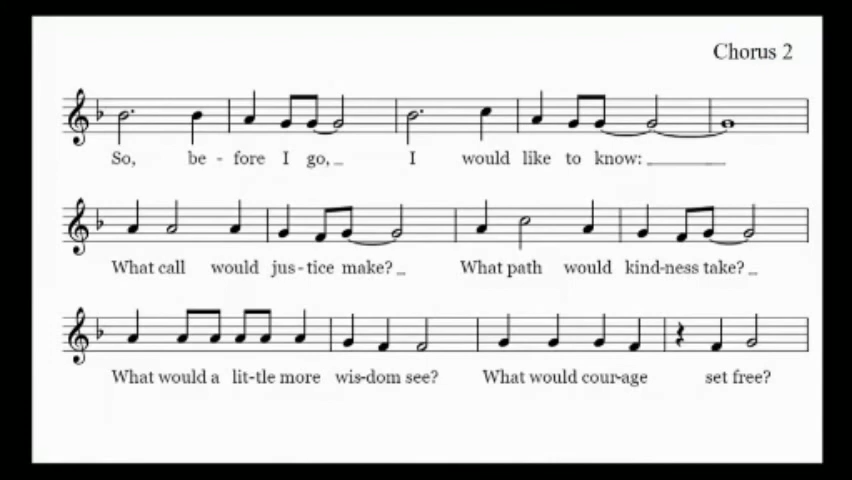 Chorus 2
So, be - fore I go, _ I would like to know: ______
What call would jus - tice make? _ What path would kind-ness take? _
What would a lit-tle more wis-dom see? What would cour-age set free?